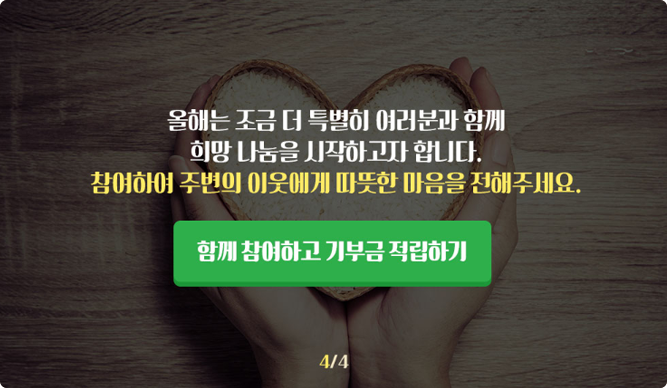 올해는 조금 더 특별히 여러분과 함께
희망 나눔을 시작하고자 합니다.
참여하여 주변의 이웃에게 따뜻한 마음을 전해주세요.
함께 참여하고 기부금 적립하기
4/4